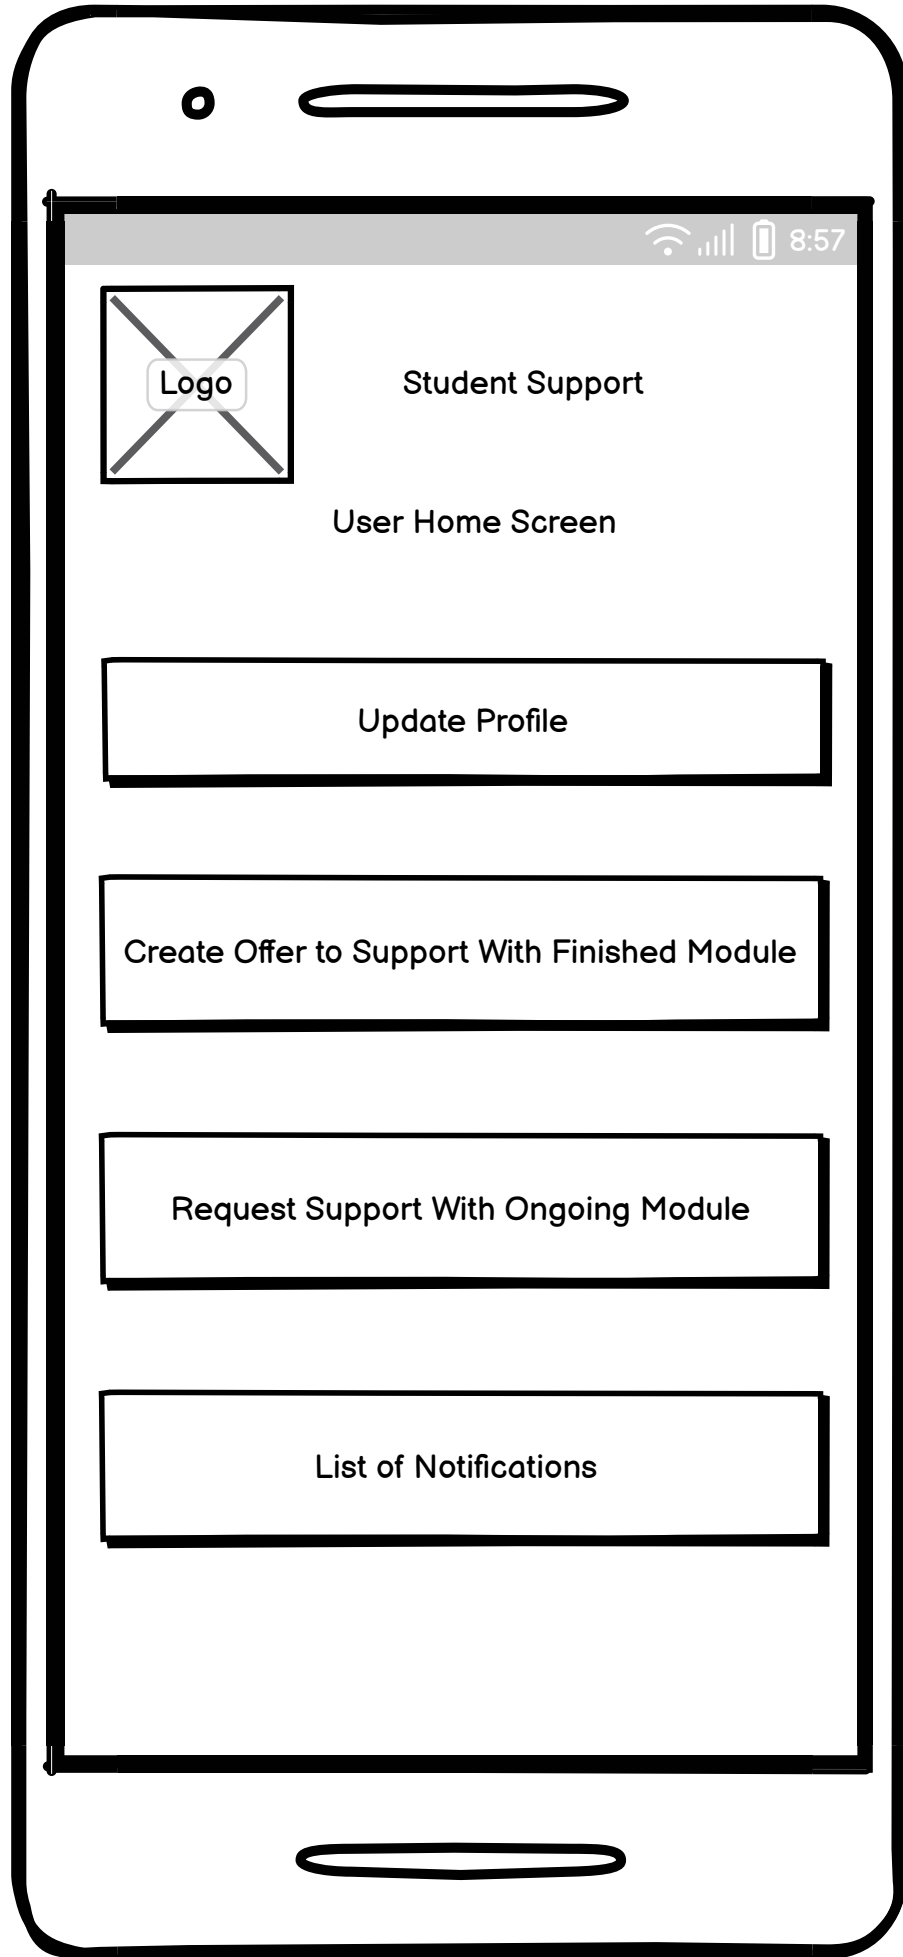 8:57
Logo
Student Support
User Home Screen
Update Profile
Create Offer to Support With Finished Module
Request Support With Ongoing Module
List of Notifications